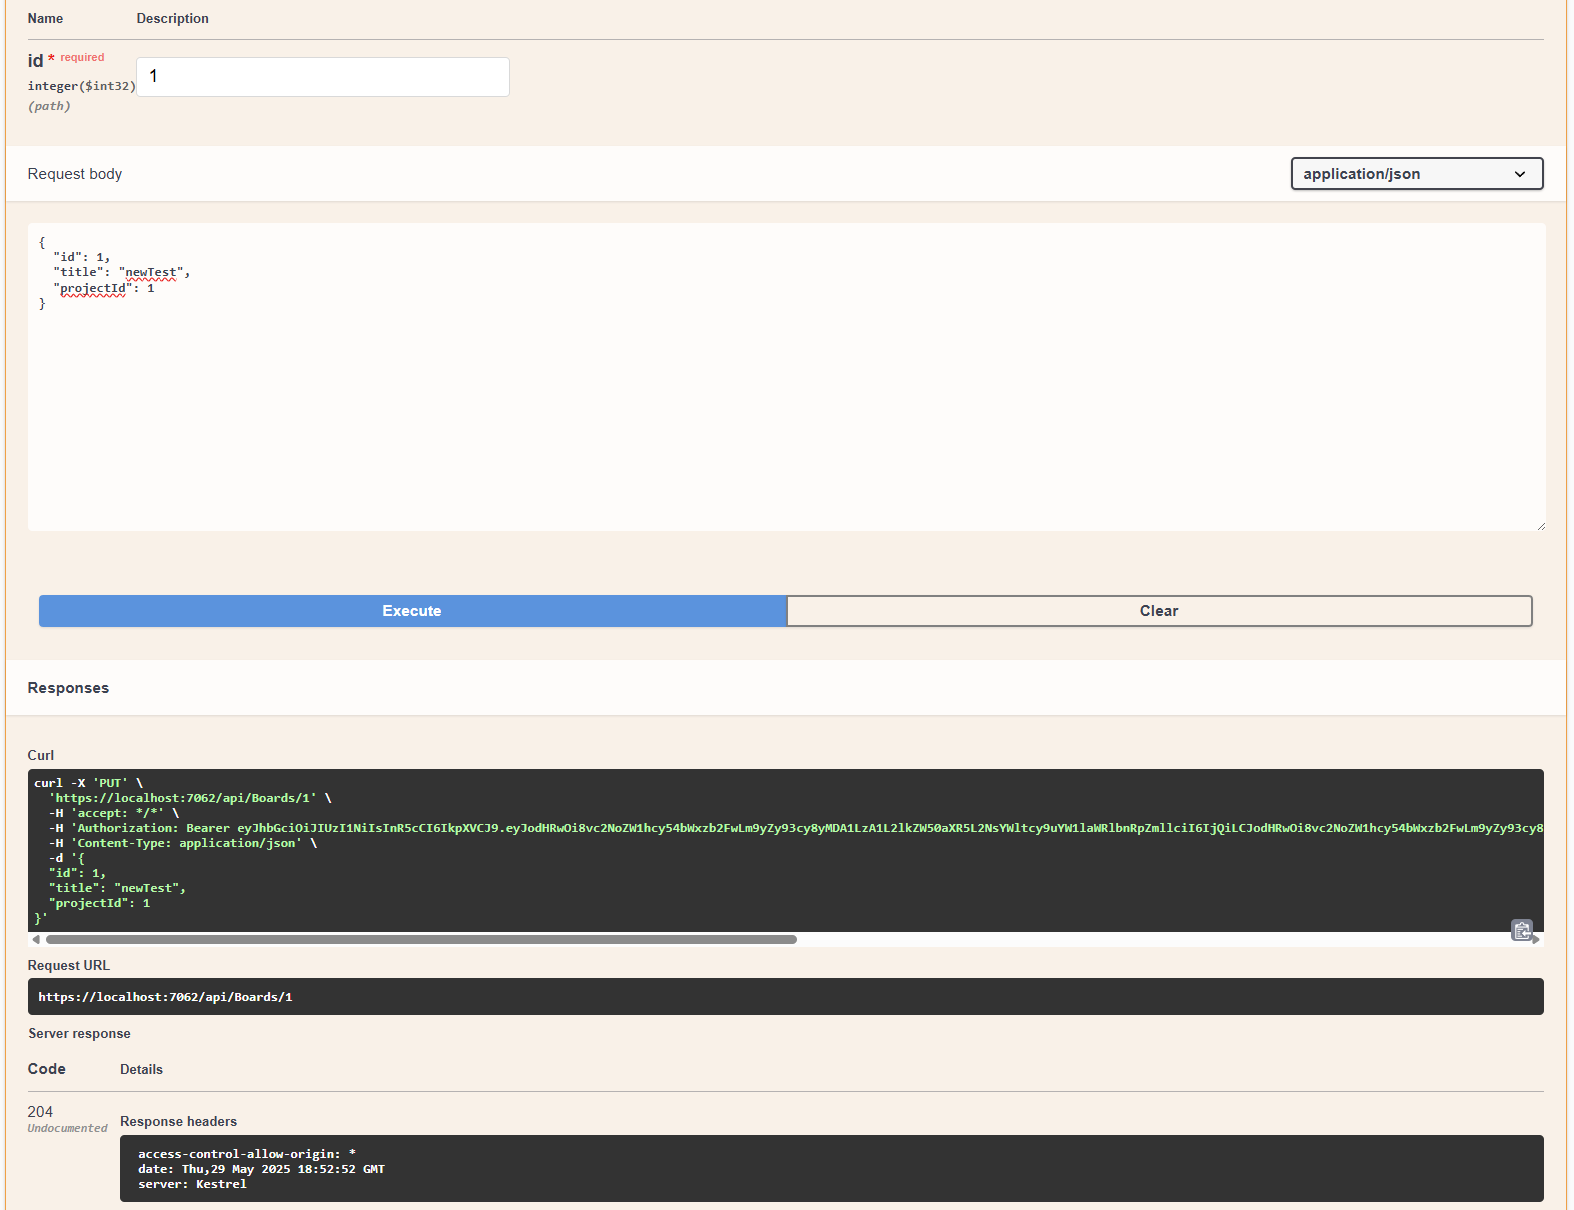 Name Description
id * required
integer($int32)
(path)
1
Request body
application/json
{
"id": 1,
"title": "newTest",
"projectId": 1
}
Execute Clear
Responses
Curl
curl -X 'PUT' \
'https://localhost:7062/api/Boards/1' \
-H 'accept: */*' \
-H 'Authorization: Bearer eyJhbGciOiJIUzI1NiIsInR5cCI6IkpXVCJ9.eyJodHRwOi8vc2NoZW1hcy54bWxzb2FwLm9yZy93cy8yMDA1LzA1L2lkZW50aXR5L2NsYWltcy9uYW1laWRlbnRpZmllciI6IjQiLCJodHRwOi8vc2NoZW1hcy54bWxzb2FwLm9yZy93cy8
-H 'Content-Type: application/json' \
-d '{
"id": 1,
"title": "newTest",
"projectId": 1
}'
Request URL
https://localhost:7062/api/Boards/1
Server response
Code Details
204
Undocumented
Response headers
access-control-allow-origin: *
date: Thu,29 May 2025 18:52:52 GMT
server: Kestrel